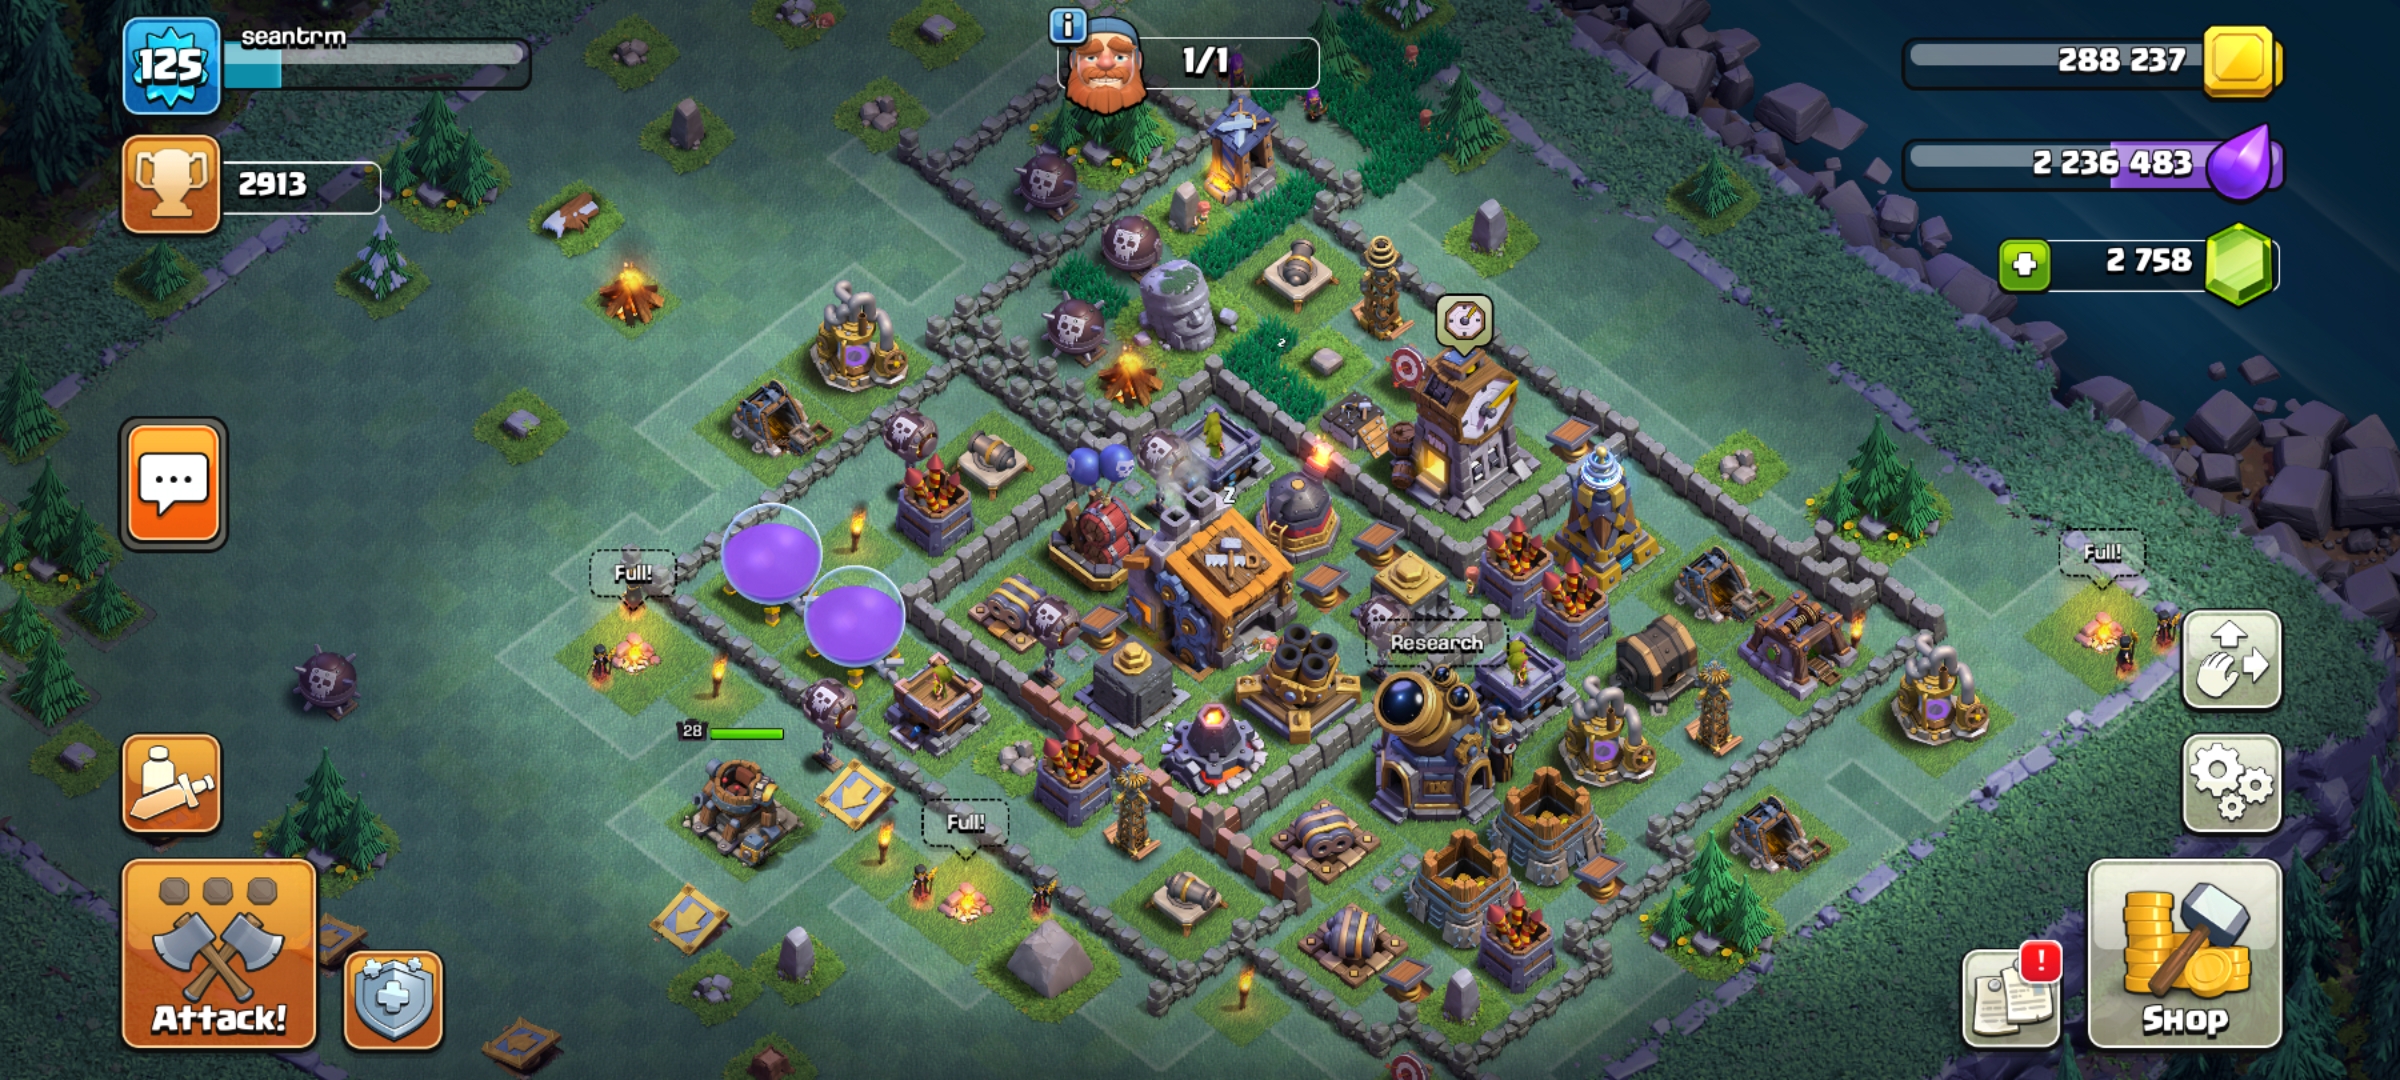 125
seantrm
i
1/1
288 237
2913
2 236 483
2 758
2
Z
Full!
Full!
Research
28
Full!
!
Attack!
Shop